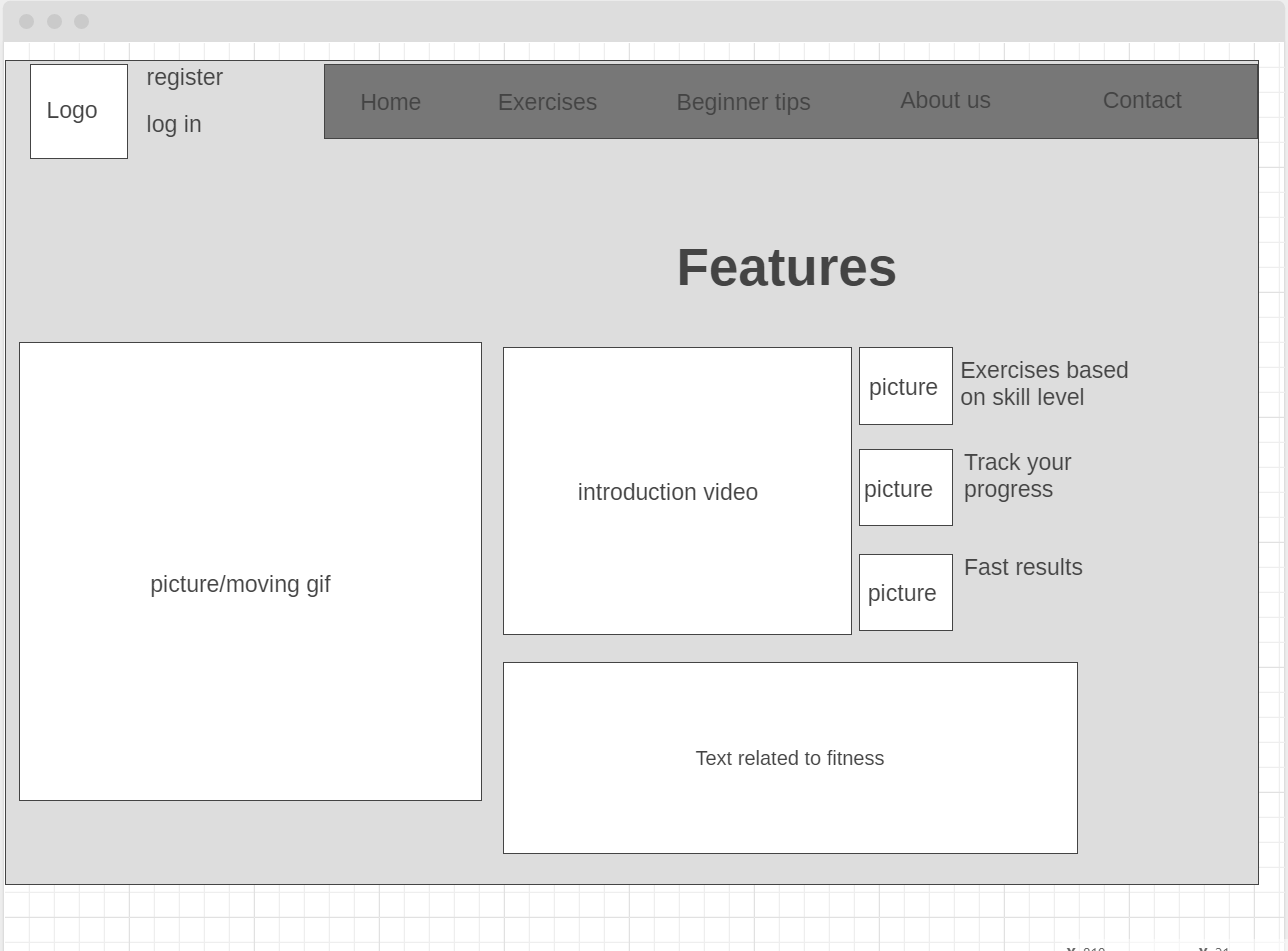 register
Logo
log in
Home
Exercises
Beginner tips
About us
Contact
Features
picture/moving gif
introduction video
picture
Exercises based
on skill level
picture
Track your
progress
picture
Fast results
Text related to fitness